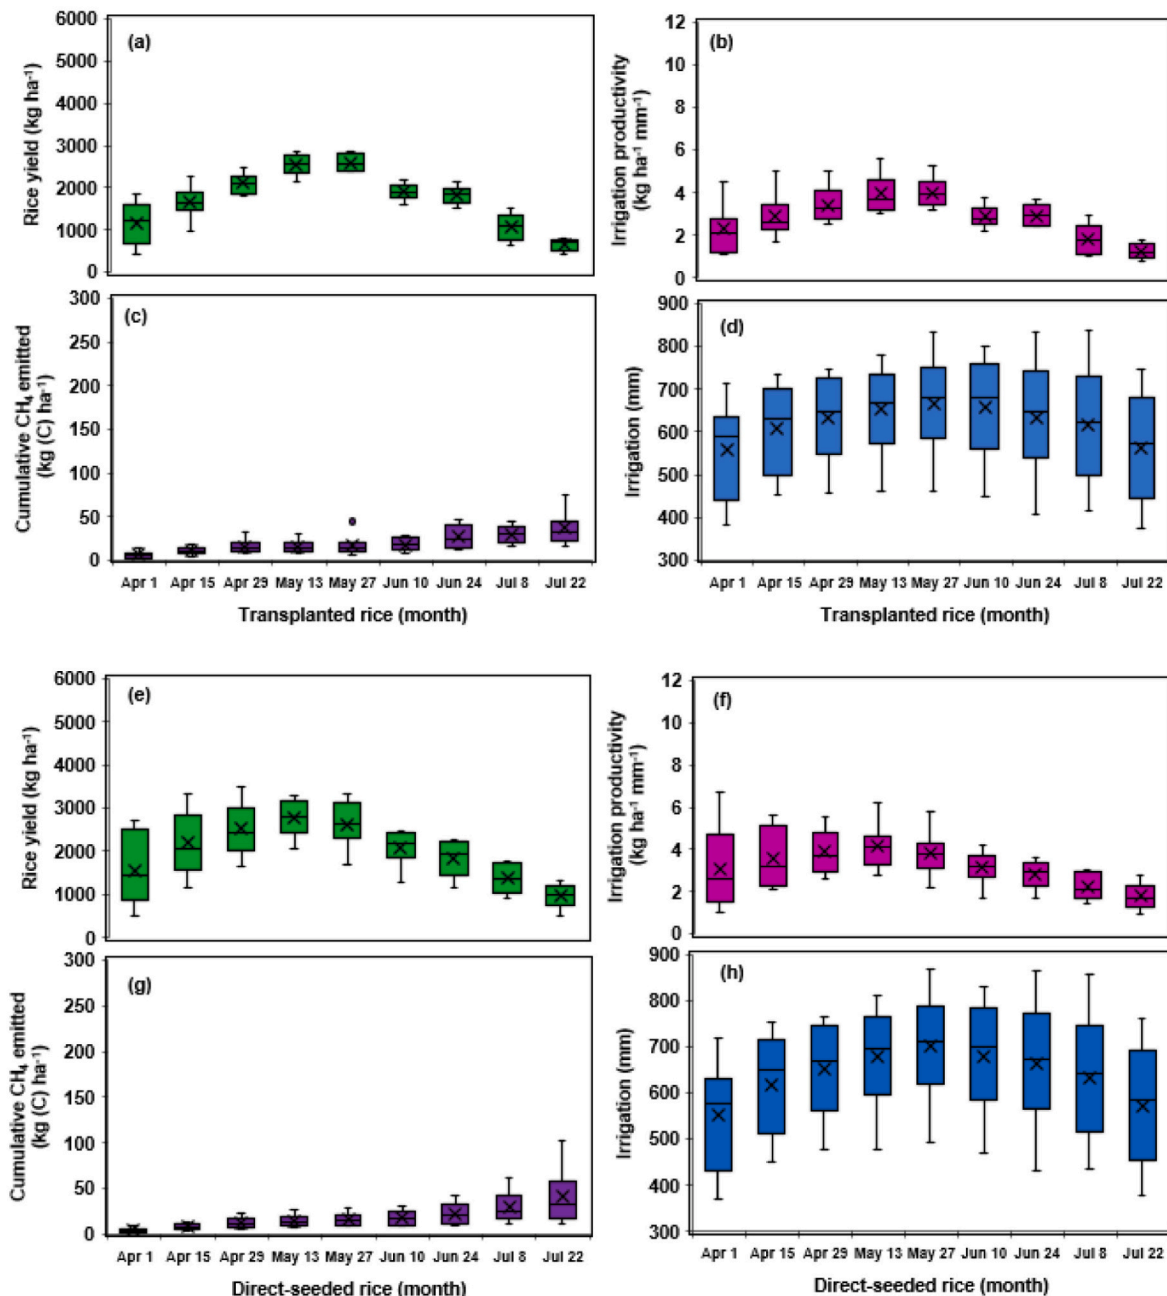 (a)
Rice yield (kg ha⁻¹)
6000
5000
4000
3000
2000
1000
0
(b)
Irrigation productivity
(kg ha⁻¹ mm⁻¹)
12
10
8
6
4
2
0
(c)
Cumulative CH₄ emitted
(kg (C) ha⁻¹)
300
250
200
150
100
50
0
Apr 1 Apr 15 Apr 29 May 13 May 27 Jun 10 Jun 24 Jul 8 Jul 22
Transplanted rice (month)
(d)
Irrigation (mm)
900
800
700
600
500
400
300
Apr 1 Apr 15 Apr 29 May 13 May 27 Jun 10 Jun 24 Jul 8 Jul 22
Transplanted rice (month)
(e)
Rice yield (kg ha⁻¹)
6000
5000
4000
3000
2000
1000
0
(f)
Irrigation productivity
(kg ha⁻¹ mm⁻¹)
12
10
8
6
4
2
0
(g)
Cumulative CH₄ emitted
(kg (C) ha⁻¹)
300
250
200
150
100
50
0
Apr 1 Apr 15 Apr 29 May 13 May 27 Jun 10 Jun 24 Jul 8 Jul 22
Direct-seeded rice (month)
(h)
Irrigation (mm)
900
800
700
600
500
400
300
Apr 1 Apr 15 Apr 29 May 13 May 27 Jun 10 Jun 24 Jul 8 Jul 22
Direct-seeded rice (month)